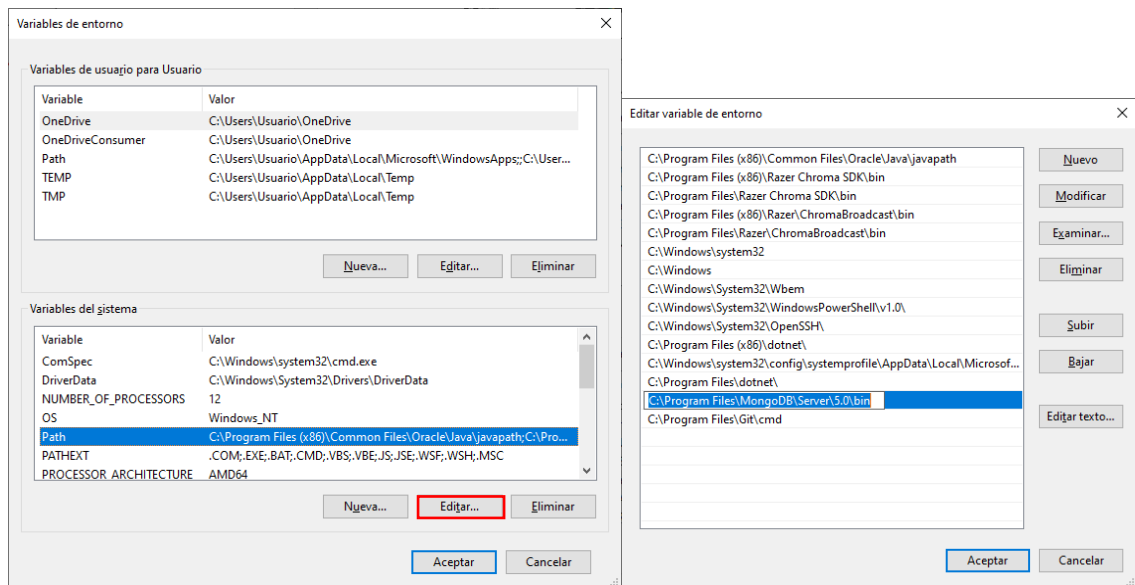 Variables de entorno
Variables de usuario para Usuario
Variable Valor
OneDrive C:\Users\Usuario\OneDrive
OneDriveConsumer C:\Users\Usuario\OneDrive
Path C:\Users\Usuario\AppData\Local\Microsoft\WindowsApps;;C:\User...
TEMP C:\Users\Usuario\AppData\Local\Temp
TMP C:\Users\Usuario\AppData\Local\Temp
Nueva... Editar... Eliminar
Variables del sistema
Variable Valor
ComSpec C:\Windows\system32\cmd.exe
DriverData C:\Windows\System32\Drivers\DriverData
NUMBER_OF_PROCESSORS 12
OS Windows_NT
Path C:\Program Files (x86)\Common Files\Oracle\Java\javapath;C:\Pro...
PATHEXT .COM;.EXE;.BAT;.CMD;.VBS;.VBE;.JS;.JSE;.WSF;.WSH;.MSC
PROCESSOR_ARCHITECTURE AMD64
Nueva... Editar... Eliminar
Aceptar Cancelar
Editar variable de entorno
C:\Program Files (x86)\Common Files\Oracle\Java\javapath
C:\Program Files (x86)\Razer Chroma SDK\bin
C:\Program Files\Razer Chroma SDK\bin
C:\Program Files (x86)\Razer\ChromaBroadcast\bin
C:\Program Files\Razer\ChromaBroadcast\bin
C:\Windows\system32
C:\Windows
C:\Windows\System32\Wbem
C:\Windows\System32\WindowsPowerShell\v1.0\
C:\Windows\System32\OpenSSH\
C:\Program Files (x86)\dotnet\
C:\Windows\system32\config\systemprofile\AppData\Local\Microsof...
C:\Program Files\dotnet\
C:\Program Files\MongoDB\Server\5.0\bin
C:\Program Files\Git\cmd
Nuevo
Modificar
Examinar...
Eliminar
Subir
Bajar
Editar texto...
Aceptar Cancelar